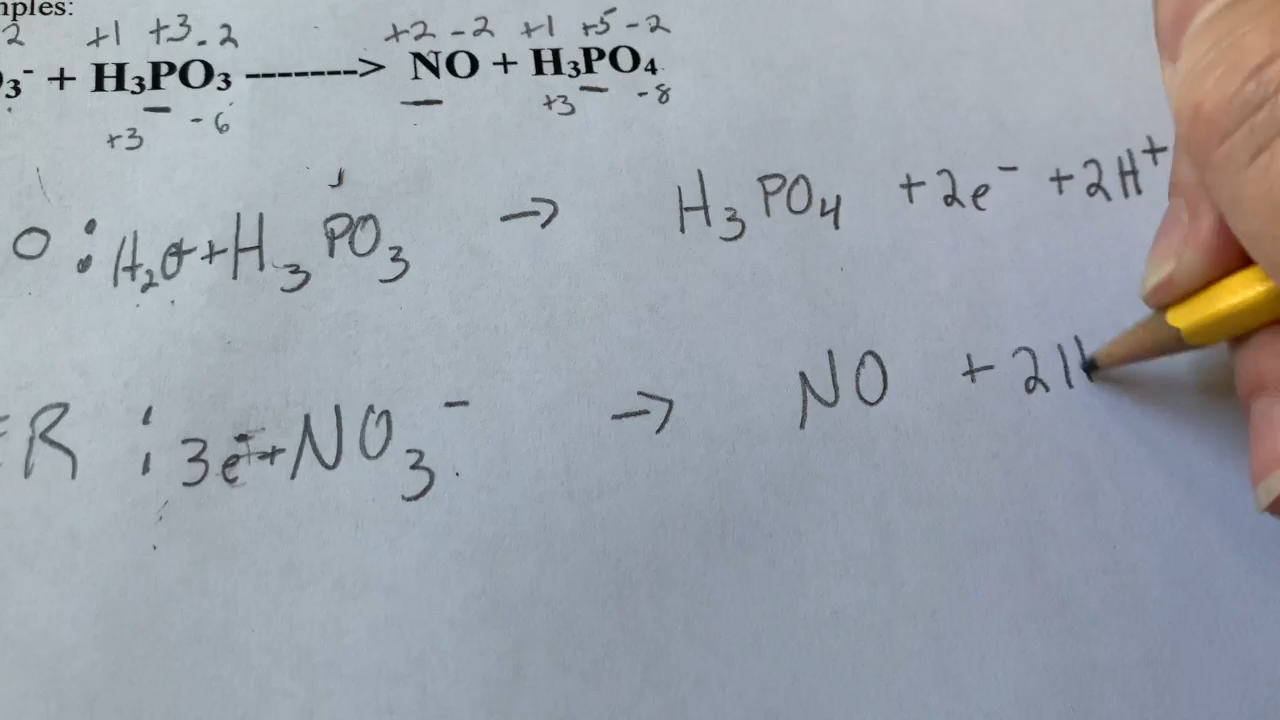 +1 +3 -2 +2 -2 +1 +5 -2
3⁻ + H₃PO₃ -------> NO + H₃PO₄
+3 -6 +3 -8
O : H₂O + H₃PO₃ → H₃PO₄ + 2e⁻ + 2H⁺
R : 3e⁻ + NO₃⁻ → NO + 2H